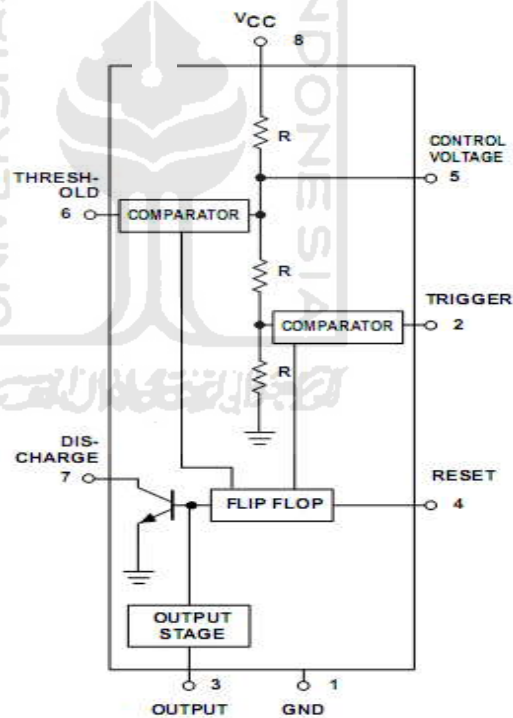 VCC
8
R
CONTROL
VOLTAGE
5
THRESH-
OLD
6
COMPARATOR
R
TRIGGER
COMPARATOR
2
R
DIS-
CHARGE
7
RESET
FLIP FLOP
4
OUTPUT
STAGE
3
1
OUTPUT
GND
INDONESIA